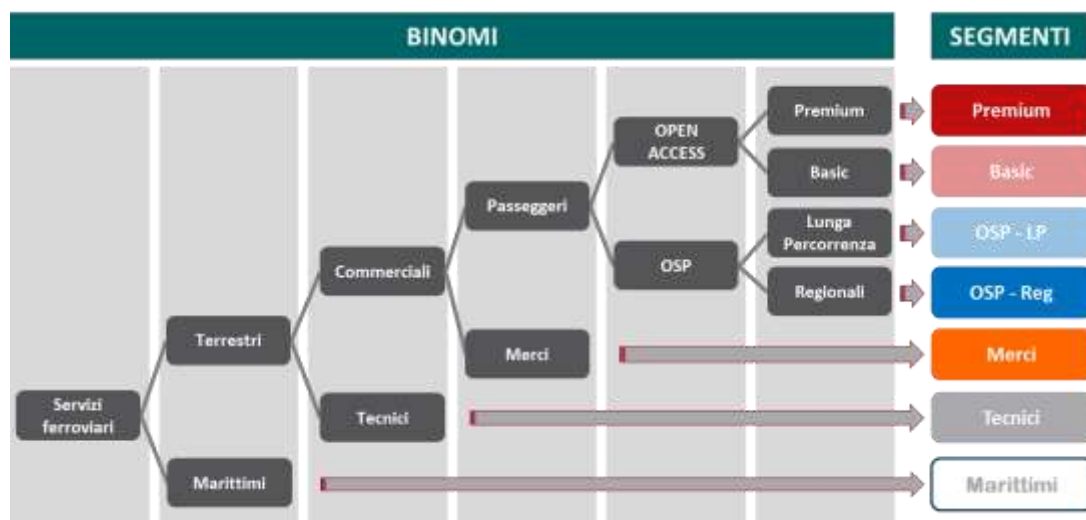 BINOMI
SEGMENTI
Premium
Premium
OPEN
ACCESS
Basic
Basic
Passeggeri
Lunga
Percorrenza
OSP - LP
OSP
Commerciali
Regionali
OSP - Reg
Terrestri
Merci
Merci
Servizi
ferroviari
Tecnici
Tecnici
Marittimi
Marittimi